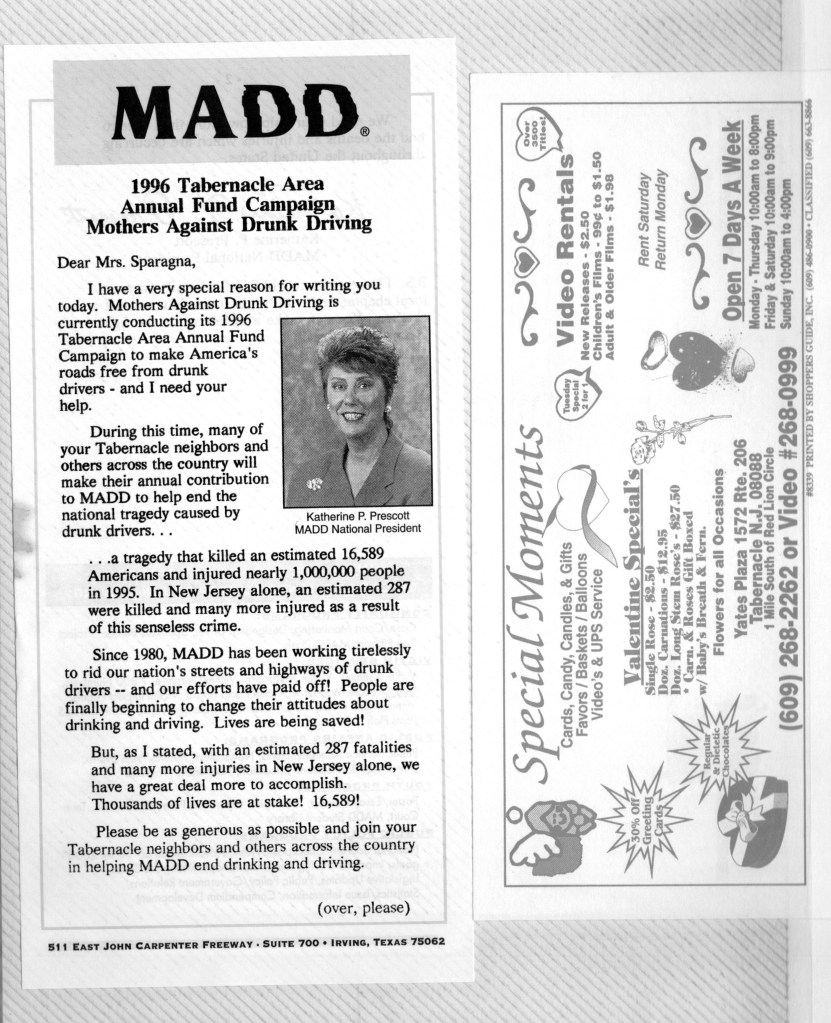 MADD®
1996 Tabernacle Area
Annual Fund Campaign
Mothers Against Drunk Driving
Dear Mrs. Sparagna,
I have a very special reason for writing you
today. Mothers Against Drunk Driving is
currently conducting its 1996
Tabernacle Area Annual Fund
Campaign to make America's
roads free from drunk
drivers - and I need your
help.
During this time, many of
your Tabernacle neighbors and
others across the country will
make their annual contribution
to MADD to help end the
national tragedy caused by
drunk drivers. . .
Katherine P. Prescott
MADD National President
. . .a tragedy that killed an estimated 16,589
Americans and injured nearly 1,000,000 people
in 1995. In New Jersey alone, an estimated 287
were killed and many more injured as a result
of this senseless crime.
Since 1980, MADD has been working tirelessly
to rid our nation's streets and highways of drunk
drivers -- and our efforts have paid off! People are
finally beginning to change their attitudes about
drinking and driving. Lives are being saved!
But, as I stated, with an estimated 287 fatalities
and many more injuries in New Jersey alone, we
have a great deal more to accomplish.
Thousands of lives are at stake! 16,589!
Please be as generous as possible and join your
Tabernacle neighbors and others across the country
in helping MADD end drinking and driving.
(over, please)
511 EAST JOHN CARPENTER FREEWAY • SUITE 700 • IRVING, TEXAS 75062
Special Moments
Cards, Candy, Candles, & Gifts
Favors / Baskets / Balloons
Video's & UPS Service
Tuesday
Special
2 for 1
Video Rentals
Over
3500
Titles!
New Releases - $2.50
Children's Films - 99¢ to $1.50
Adult & Older Films - $1.98
Rent Saturday
Return Monday
30% Off
Greeting
Cards
Regular
& Dietetic
Chocolates
Valentine Special's
Single Rose - $2.50
Doz. Carnations - $12.95
Doz. Long Stem Rose's - $27.50
* Carn. & Roses Gift Boxed
w/ Baby's Breath & Fern.
Flowers for all Occasions
Yates Plaza 1572 Rte. 206
Tabernacle N.J. 08088
1 Mile South of Red Lion Circle
(609) 268-2262 or Video #268-0999
Open 7 Days A Week
Monday - Thursday 10:00am to 8:00pm
Friday & Saturday 10:00am to 9:00pm
Sunday 10:00am to 4:00pm
#8339 PRINTED BY SHOPPERS GUIDE, INC. (609) 486-0900 • CLASSIFIED (609) 663-8866